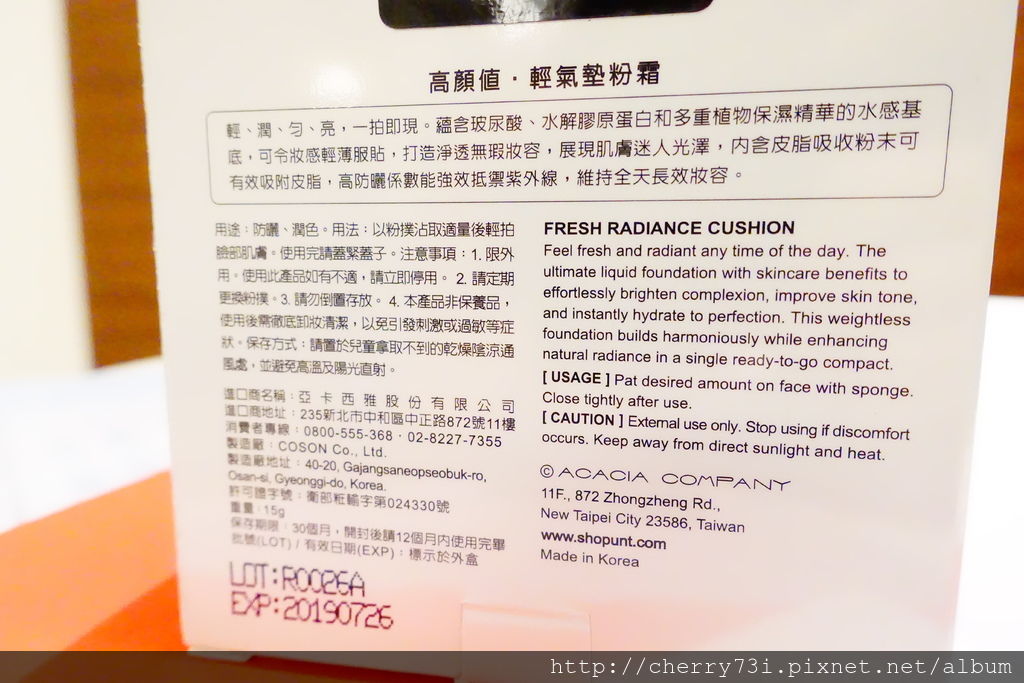 高顏值・輕氣墊粉霜
輕、潤、勻、亮，一拍即現。蘊含玻尿酸、水解膠原蛋白和多重植物保濕精華的水感基
底，可令妝感輕薄服貼，打造淨透無瑕妝容，展現肌膚迷人光澤，內含皮脂吸收粉末可
有效吸附皮脂，高防曬係數能強效抵禦紫外線，維持全天長效妝容。
用途：防曬、潤色。用法：以粉撲沾取適量後輕拍
臉部肌膚。使用完請蓋緊蓋子。注意事項：1. 限外
用。使用此產品如有不適，請立即停用。 2. 請定期
更換粉撲。3. 請勿倒置存放。 4. 本產品非保養品，
使用後需徹底卸妝清潔，以免引發刺激或過敏等症
狀。保存方式：請置於兒童拿取不到的乾燥陰涼通
風處，並避免高溫及陽光直射。
進口商名稱：亞卡西雅股份有限公司
進口商地址：235新北市中和區中正路872號11樓
消費者專線：0800-555-368・02-8227-7355
製造廠：COSON Co., Ltd.
製造廠地址：40-20, Gajangsaneopseobuk-ro,
Osan-si, Gyeonggi-do, Korea.
許可證字號：衛部粧輸字第024330號
重量：15g
保存期限：30個月，開封後請12個月內使用完畢
批號(LOT) / 有效日期(EXP)：標示於外盒
LOT:R0026A
EXP:20190726
FRESH RADIANCE CUSHION
Feel fresh and radiant any time of the day. The
ultimate liquid foundation with skincare benefits to
effortlessly brighten complexion, improve skin tone,
and instantly hydrate to perfection. This weightless
foundation builds harmoniously while enhancing
natural radiance in a single ready-to-go compact.
[ USAGE ] Pat desired amount on face with sponge.
Close tightly after use.
[ CAUTION ] External use only. Stop using if discomfort
occurs. Keep away from direct sunlight and heat.
© ACACIA COMPANY
11F., 872 Zhongzheng Rd.,
New Taipei City 23586, Taiwan
www.shopunt.com
Made in Korea
http://cherry73i.pixnet.net/album